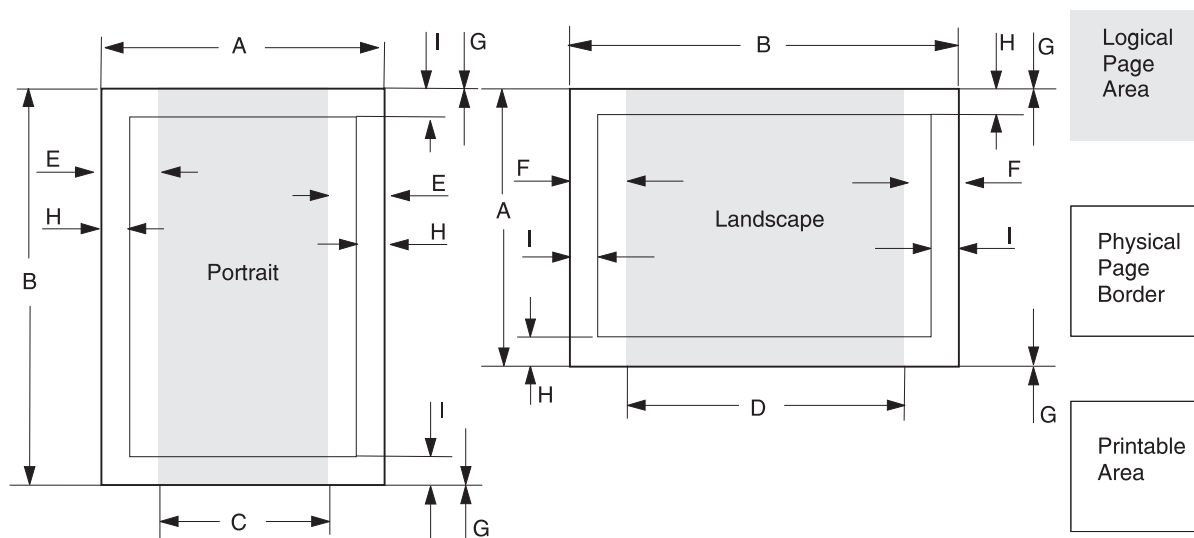 A
I
G
E
E
H
H
B
Portrait
I
C
G
B
H
G
F
F
A
Landscape
I
I
H
D
G
Logical
Page
Area
Physical
Page
Border
Printable
Area